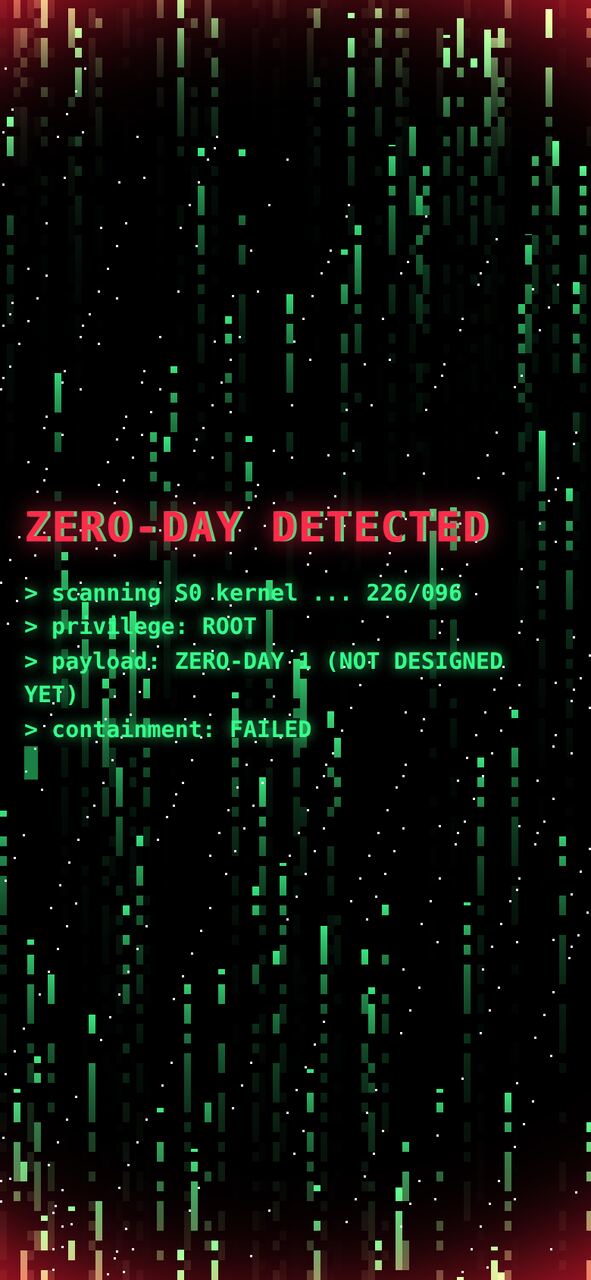 ZERO-DAY DETECTED
> scanning S0 kernel ... 226/096
> privilege: ROOT
> payload: ZERO-DAY 1 (NOT DESIGNED
YET)
> containment: FAILED